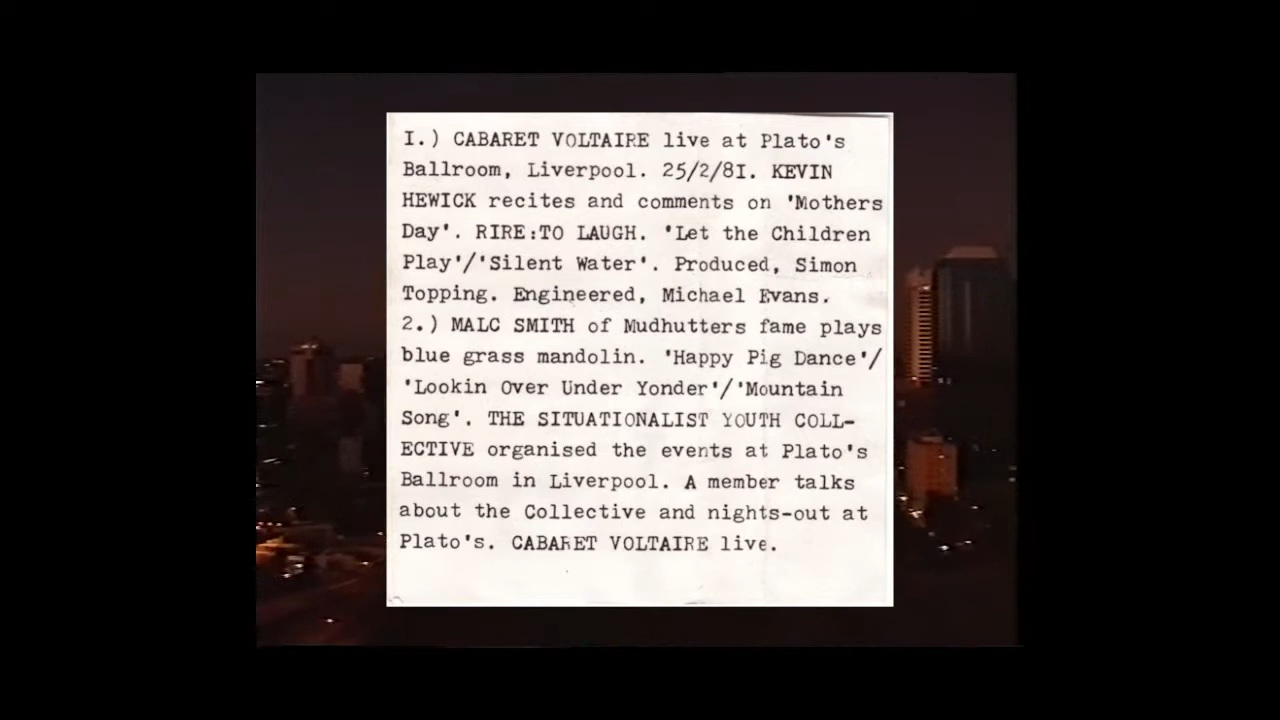 I.) CABARET VOLTAIRE live at Plato's
Ballroom, Liverpool. 25/2/8I. KEVIN
HEWICK recites and comments on 'Mothers
Day'. RIRE:TO LAUGH. 'Let the Children
Play'/'Silent Water'. Produced, Simon
Topping. Engineered, Michael Evans.
2.) MALC SMITH of Mudhutters fame plays
blue grass mandolin. 'Happy Pig Dance'/
'Lookin Over Under Yonder'/'Mountain
Song'. THE SITUATIONALIST YOUTH COLL-
ECTIVE organised the events at Plato's
Ballroom in Liverpool. A member talks
about the Collective and nights-out at
Plato's. CABARET VOLTAIRE live.